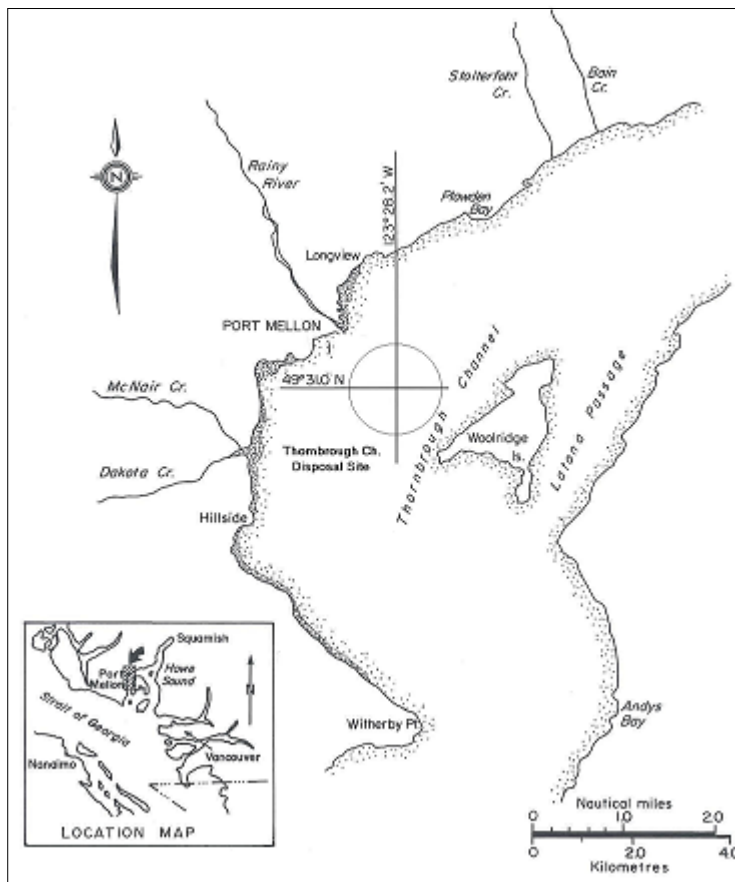 Stolterfoht
Cr.
Bain
Cr.
Rainy
River
N
123° 28.2' W
Plowden
Bay
Longview
PORT MELLON
49° 31.0' N
McNair Cr.
Thornbrough Channel
Latona Passage
Woolridge
Is.
Thornbrough Ch.
Disposal Site
Dakota Cr.
Hillside
Squamish
Port
Mellon
Howe
Sound
N
Strait of Georgia
Vancouver
Nanaimo
LOCATION MAP
Witherby Pt.
Andys
Bay
Nautical miles
0 1.0 2.0
0 2.0 4.0
Kilometres